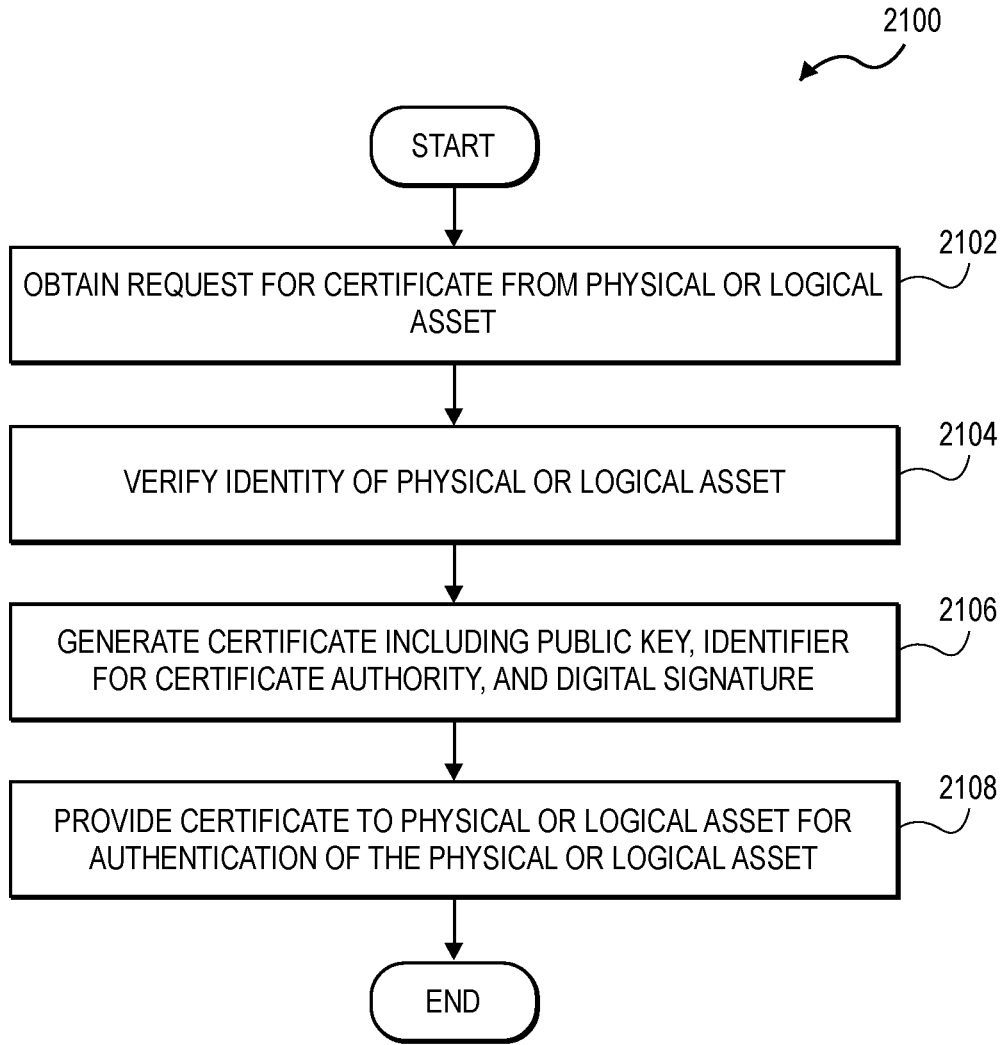 2100
START
2102
OBTAIN REQUEST FOR CERTIFICATE FROM PHYSICAL OR LOGICAL
ASSET
2104
VERIFY IDENTITY OF PHYSICAL OR LOGICAL ASSET
2106
GENERATE CERTIFICATE INCLUDING PUBLIC KEY, IDENTIFIER
FOR CERTIFICATE AUTHORITY, AND DIGITAL SIGNATURE
2108
PROVIDE CERTIFICATE TO PHYSICAL OR LOGICAL ASSET FOR
AUTHENTICATION OF THE PHYSICAL OR LOGICAL ASSET
END